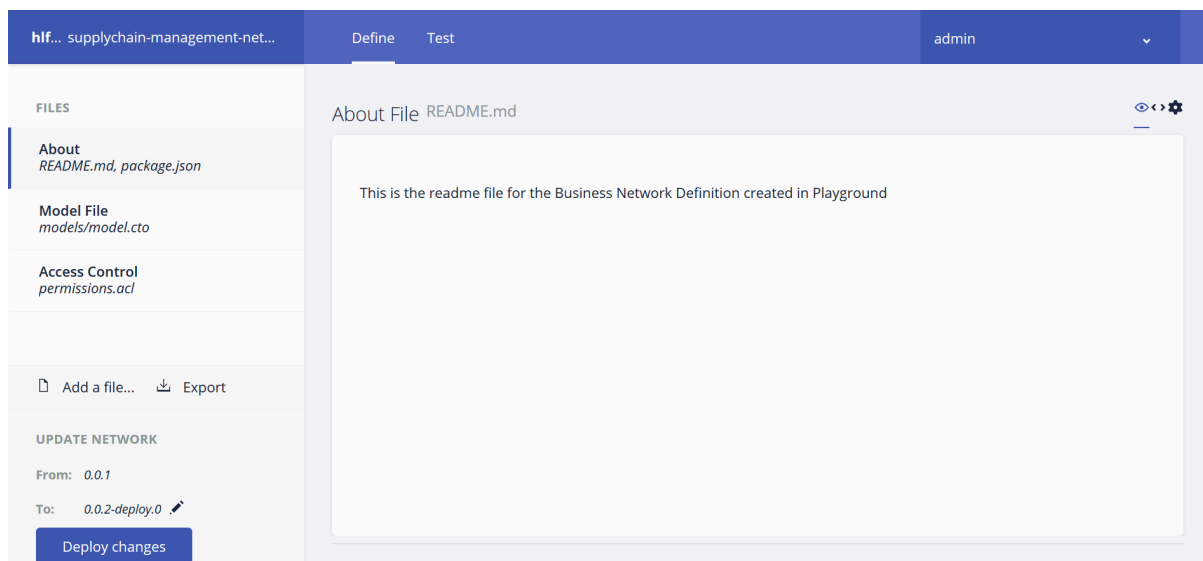 hlf... supplychain-management-net...
Define Test
admin
FILES
About
README.md, package.json
Model File
models/model.cto
Access Control
permissions.acl
Add a file... Export
UPDATE NETWORK
From: 0.0.1
To: 0.0.2-deploy.0
Deploy changes
About File README.md
This is the readme file for the Business Network Definition created in Playground